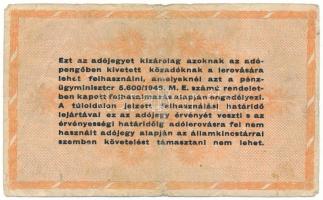 Ezt az adójegyet kizárólag azoknak az adó-
pengőben kivetett közadóknak a lerovására
lehet felhasználni, amelyeknél azt a pénz-
ügyminiszter 5.600/1946. M. E. számú rendelet-
ben kapott felhatalmazás alapján engedélyezi.
A túloldalon jelzett felhasználási határidő
lejártával ez az adójegy érvényét veszti s az
érvényességi határidőig adólerovásra fel nem
használt adójegy alapján az államkincstárral
szemben követelést támasztani nem lehet.